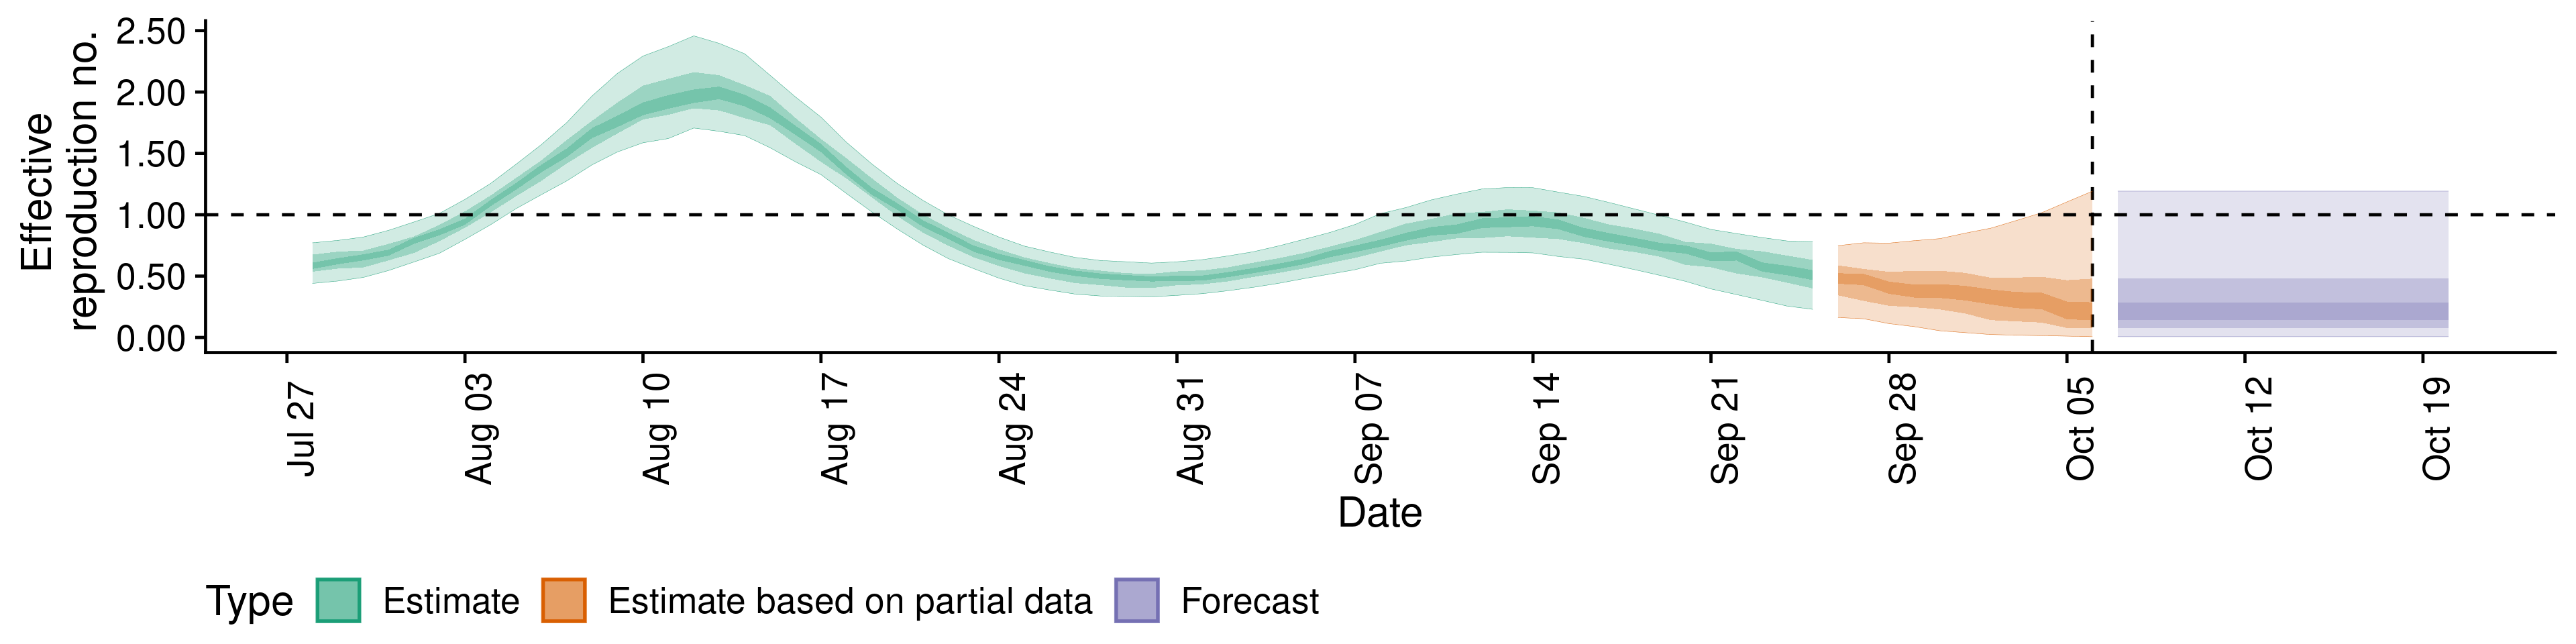 Effective
reproduction no.
2.50
2.00
1.50
1.00
0.50
0.00
Jul 27
Aug 03
Aug 10
Aug 17
Aug 24
Aug 31
Sep 07
Sep 14
Sep 21
Sep 28
Oct 05
Oct 12
Oct 19
Date
Type Estimate Estimate based on partial data Forecast